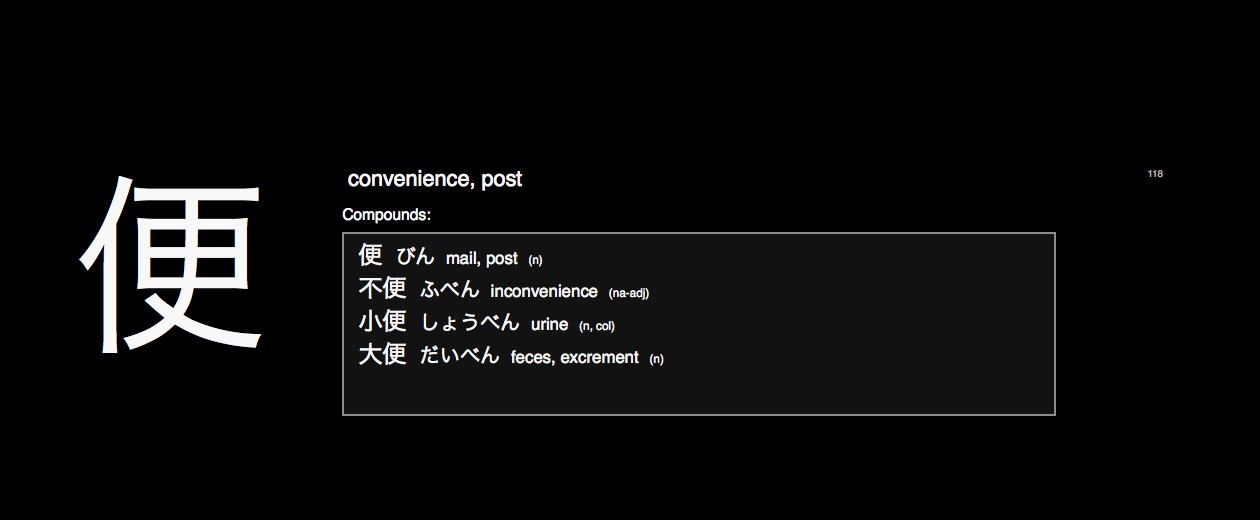 便
convenience, post
118
Compounds:
便 びん mail, post (n)
不便 ふべん inconvenience (na-adj)
小便 しょうべん urine (n, col)
大便 だいべん feces, excrement (n)